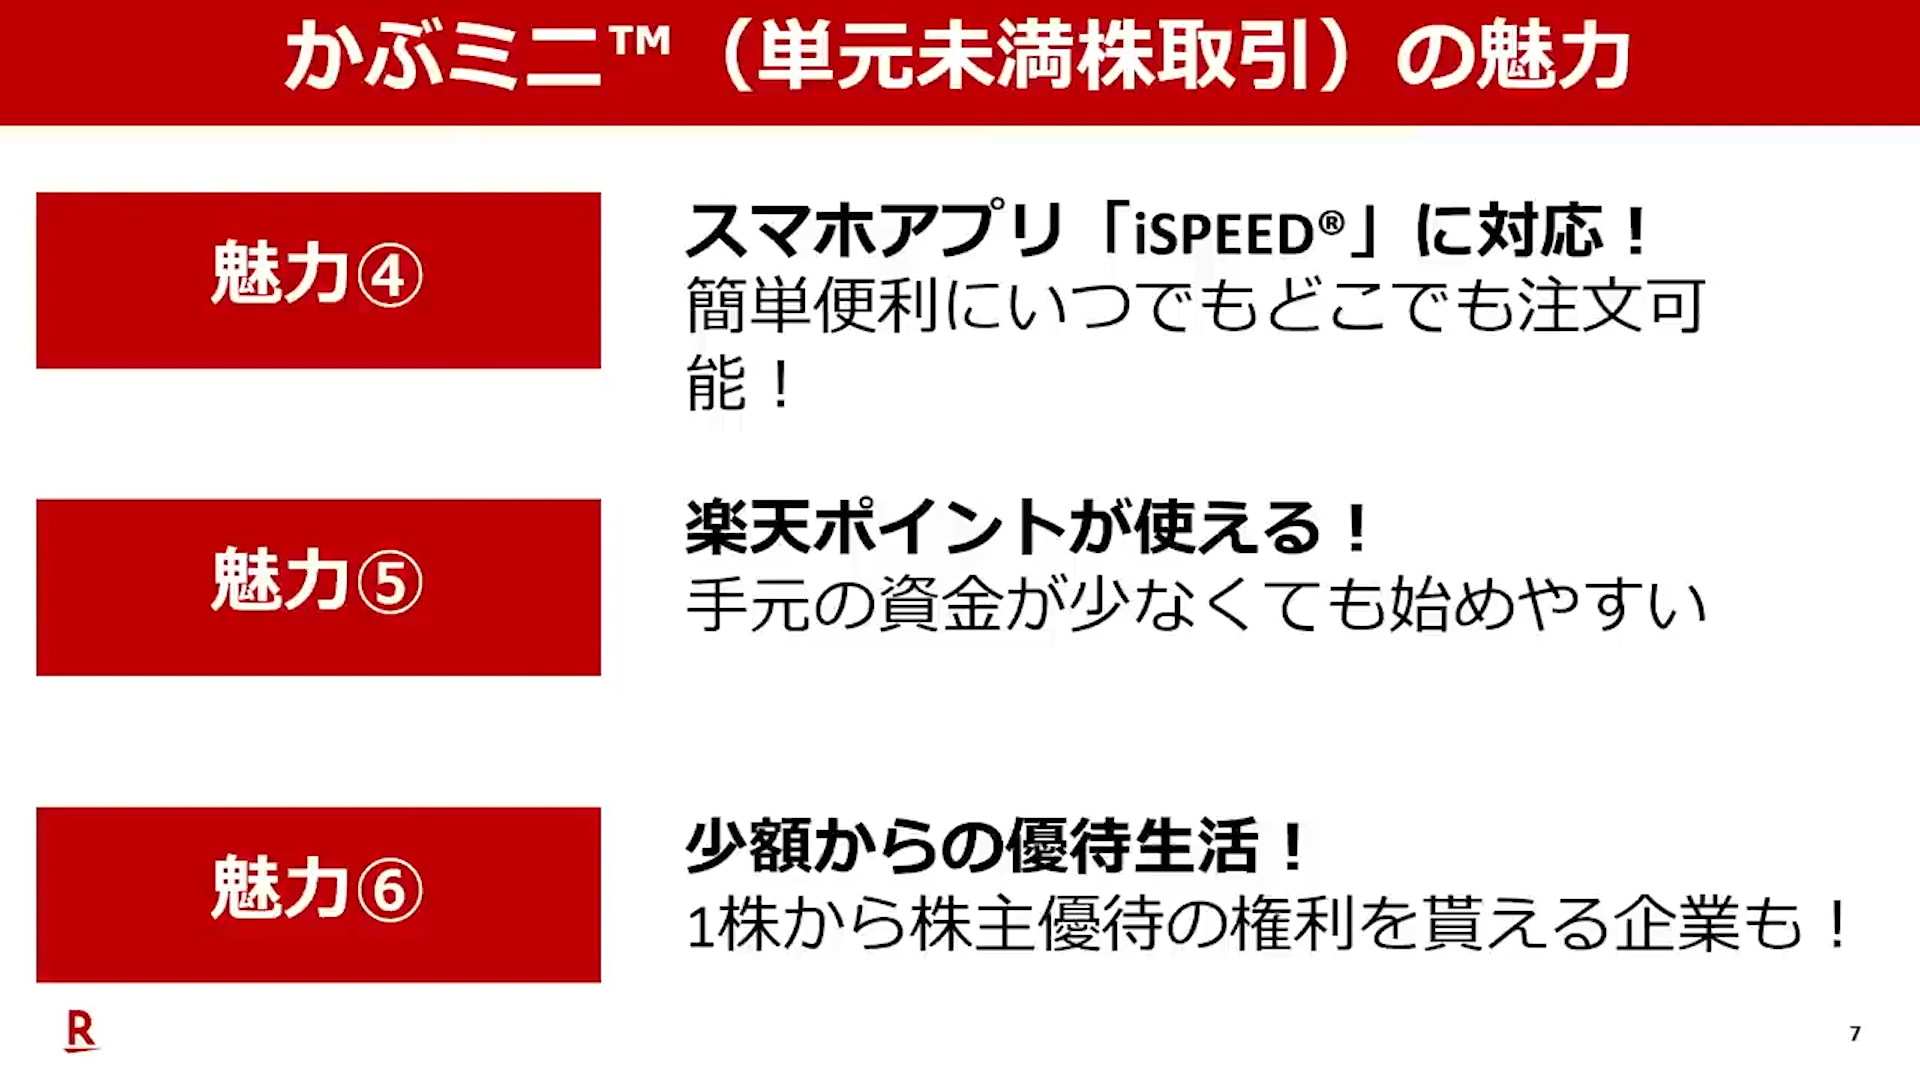 かぶミニ™（単元未満株取引）の魅力
魅力④
スマホアプリ「iSPEED®」に対応！
簡単便利にいつでもどこでも注文可
能！
魅力⑤
楽天ポイントが使える！
手元の資金が少なくても始めやすい
魅力⑥
少額からの優待生活！
1株から株主優待の権利を貰える企業も！
R
7